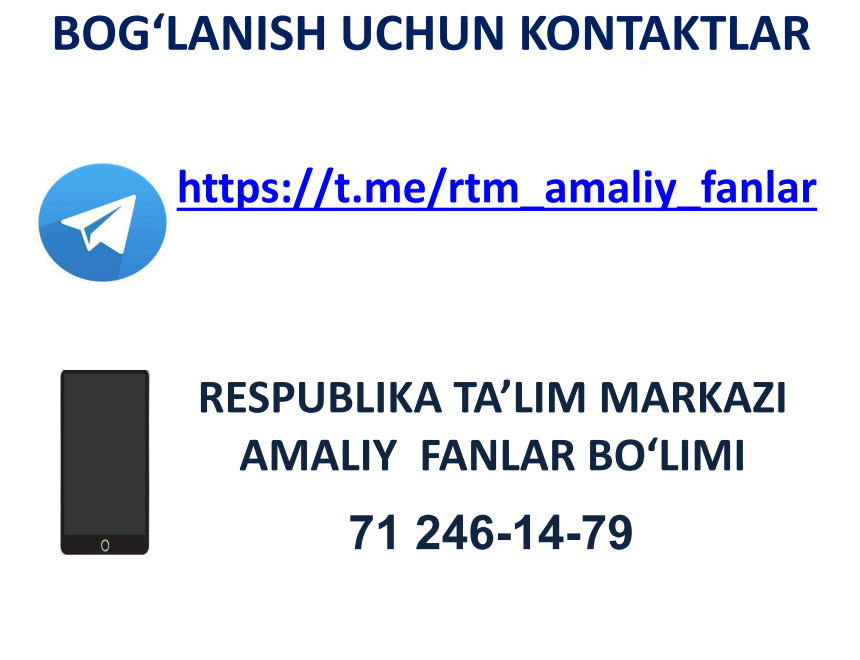 BOG‘LANISH UCHUN KONTAKTLAR
https://t.me/rtm_amaliy_fanlar
RESPUBLIKA TA’LIM MARKAZI
AMALIY  FANLAR BO‘LIMI
71 246-14-79